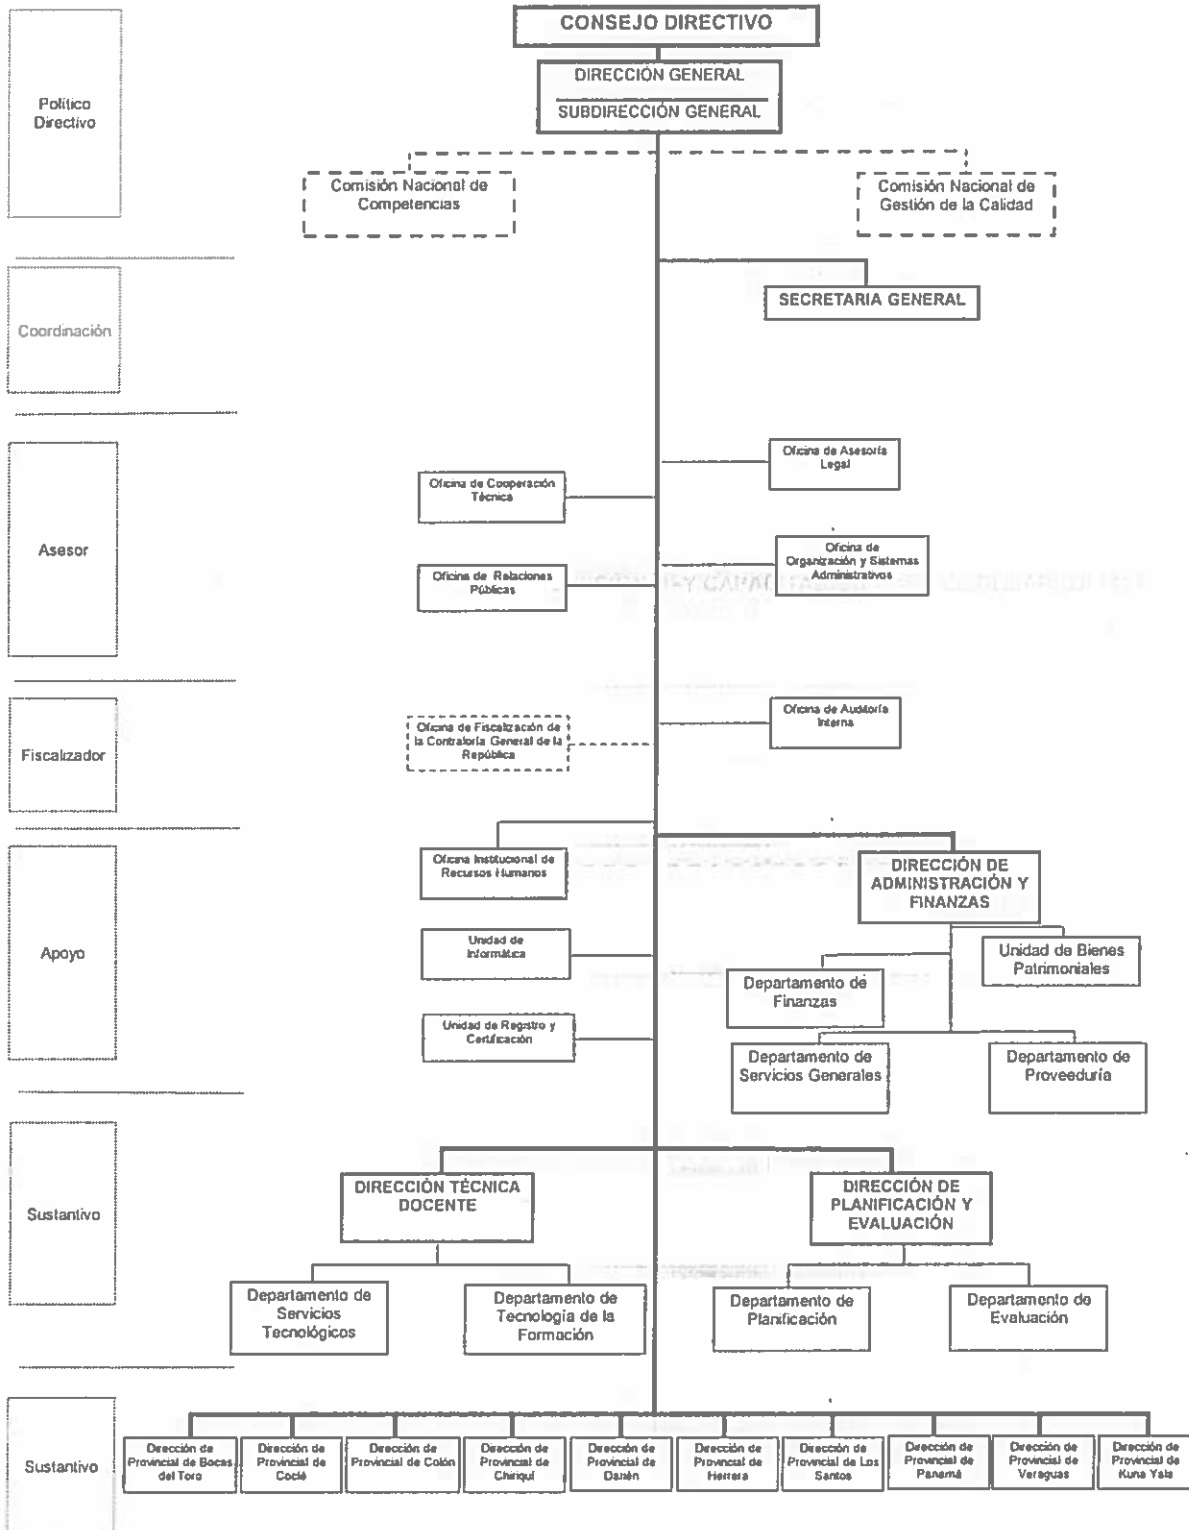 CONSEJO DIRECTIVO
DIRECCIÓN GENERAL
SUBDIRECCIÓN GENERAL
Político
Directivo
Comisión Nacional de
Competencias
Comisión Nacional de
Gestión de la Calidad
SECRETARIA GENERAL
Coordinación
Oficina de Asesoría
Legal
Oficina de Cooperación
Técnica
Asesor
Oficina de
Organización y Sistemas
Administrativos
Oficina de Relaciones
Públicas
Oficina de Auditoría
Interna
Oficina de Fiscalización de
la Contraloría General de la
República
Fiscalizador
Oficina Institucional de
Recursos Humanos
DIRECCIÓN DE
ADMINISTRACIÓN Y
FINANZAS
Apoyo
Unidad de
Informática
Unidad de Bienes
Patrimoniales
Departamento de
Finanzas
Unidad de Registro y
Certificación
Departamento de
Servicios Generales
Departamento de
Proveeduría
Sustantivo
DIRECCIÓN TÉCNICA
DOCENTE
DIRECCIÓN DE
PLANIFICACIÓN Y
EVALUACIÓN
Departamento de
Servicios
Tecnológicos
Departamento de
Tecnología de la
Formación
Departamento de
Planificación
Departamento de
Evaluación
Sustantivo
Dirección de
Provincial de Bocas
del Toro
Dirección de
Provincial de
Coclé
Dirección de
Provincial de Colón
Dirección de
Provincial de
Chiriquí
Dirección de
Provincial de
Darién
Dirección de
Provincial de
Herrera
Dirección de
Provincial de Los
Santos
Dirección de
Provincial de
Panamá
Dirección de
Provincial de
Veraguas
Dirección de
Provincial de
Kuna Yala